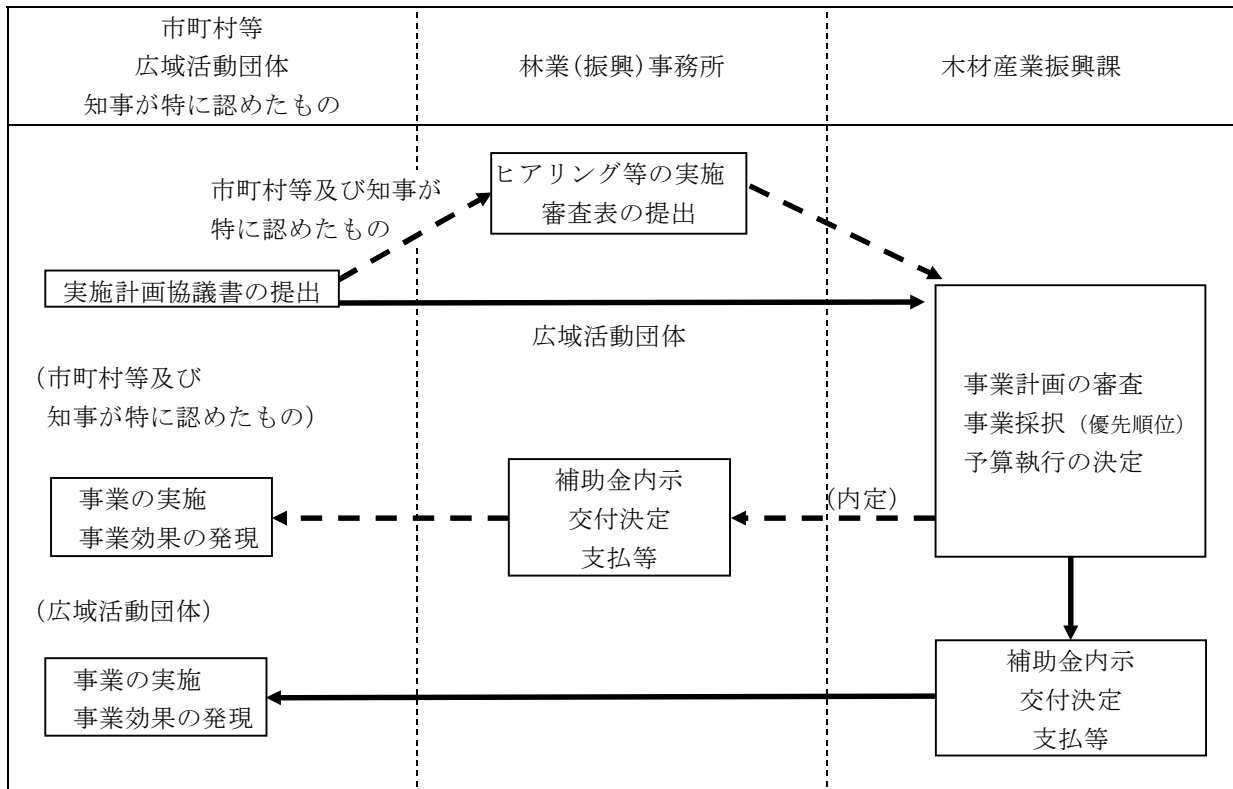 市町村等
広域活動団体
知事が特に認めたもの
林業(振興)事務所
木材産業振興課
ヒアリング等の実施
審査表の提出
市町村等及び知事が
特に認めたもの
実施計画協議書の提出
広域活動団体
(市町村等及び
知事が特に認めたもの)
事業計画の審査
事業採択（優先順位）
予算執行の決定
事業の実施
事業効果の発現
補助金内示
交付決定
支払等
(内定)
(広域活動団体)
事業の実施
事業効果の発現
補助金内示
交付決定
支払等